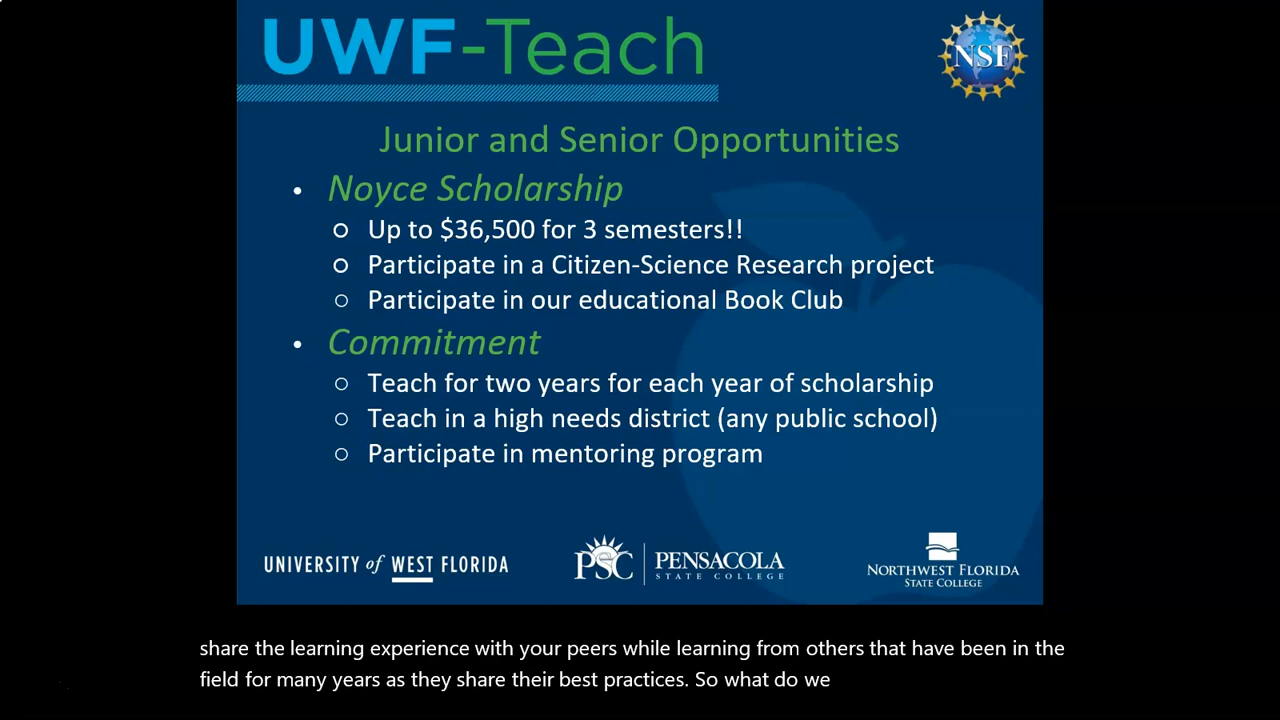 UWF-Teach
NSF
Junior and Senior Opportunities
• Noyce Scholarship
○ Up to $36,500 for 3 semesters!!
○ Participate in a Citizen-Science Research project
○ Participate in our educational Book Club
• Commitment
○ Teach for two years for each year of scholarship
○ Teach in a high needs district (any public school)
○ Participate in mentoring program
UNIVERSITY of WEST FLORIDA
PSC PENSACOLA
STATE COLLEGE
NORTHWEST FLORIDA
STATE COLLEGE
share the learning experience with your peers while learning from others that have been in the
field for many years as they share their best practices. So what do we